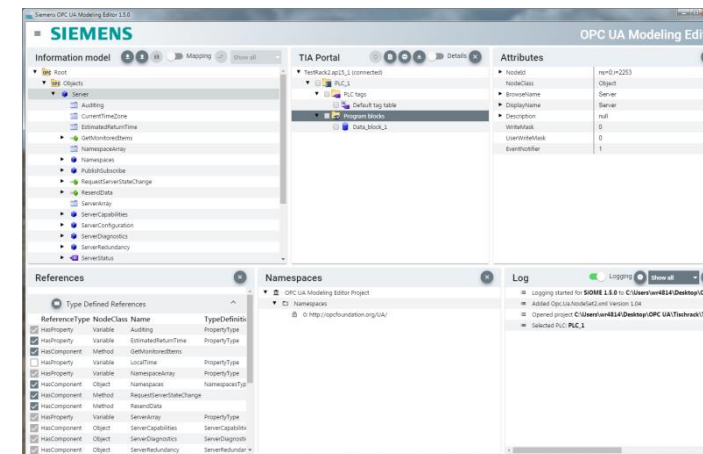 Siemens OPC UA Modeling Editor 1.5.0
SIEMENS
OPC UA Modeling Edi
Information model
Mapping
Show all
Root
Objects
Server
Auditing
CurrentTimeZone
EstimatedReturnTime
GetMonitoredItems
NamespaceArray
Namespaces
PublishSubscribe
RequestServerStateChange
ResendData
ServerArray
ServerCapabilities
ServerConfiguration
ServerDiagnostics
ServerRedundancy
ServerStatus
TIA Portal
Details
TestRack2.ap15_1 (connected)
PLC_1
PLC tags
Default tag table
Program blocks
Data_block_1
Attributes
NodeId ns=0;i=2253
NodeClass Object
BrowseName Server
DisplayName Server
Description null
WriteMask 0
UserWriteMask 0
EventNotifier 1
References
Type Defined References
ReferenceType NodeClass Name TypeDefinitio
HasProperty Variable Auditing PropertyType
HasProperty Variable EstimatedReturnTime PropertyType
HasComponent Method GetMonitoredItems
HasProperty Variable LocalTime PropertyType
HasProperty Variable NamespaceArray PropertyType
HasComponent Object Namespaces NamespacesTyp
HasComponent Method RequestServerStateChange
HasComponent Method ResendData
HasProperty Variable ServerArray PropertyType
HasComponent Object ServerCapabilities ServerCapabilitie
HasComponent Object ServerDiagnostics ServerDiagnostic
HasComponent Object ServerRedundancy ServerRedundan
Namespaces
OPC UA Modeling Editor Project
Namespaces
0: http://opcfoundation.org/UA/
Log
Logging
Show all
Logging started for SIOME 1.5.0 to C:\Users\wr4814\Desktop\O
Added Opc.Ua.NodeSet2.xml Version 1.04
Opened project C:\Users\wr4814\Desktop\OPC UA\Tischrack\T
Selected PLC: PLC_1